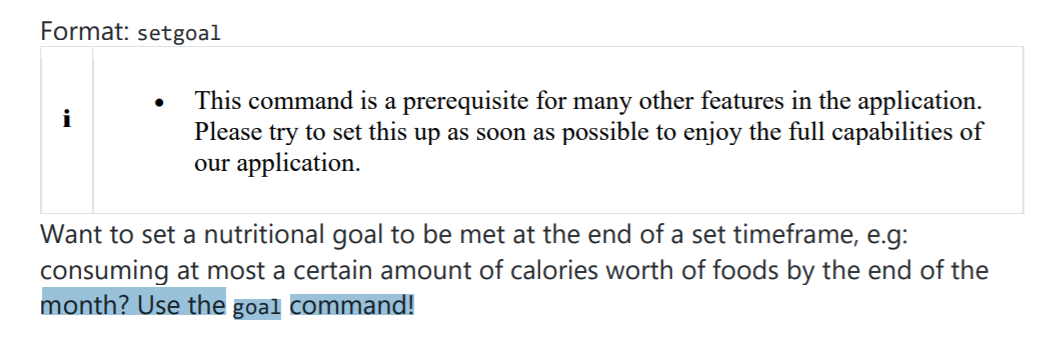 Format: setgoal
i
• This command is a prerequisite for many other features in the application.
Please try to set this up as soon as possible to enjoy the full capabilities of
our application.
Want to set a nutritional goal to be met at the end of a set timeframe, e.g:
consuming at most a certain amount of calories worth of foods by the end of the
month? Use the goal command!